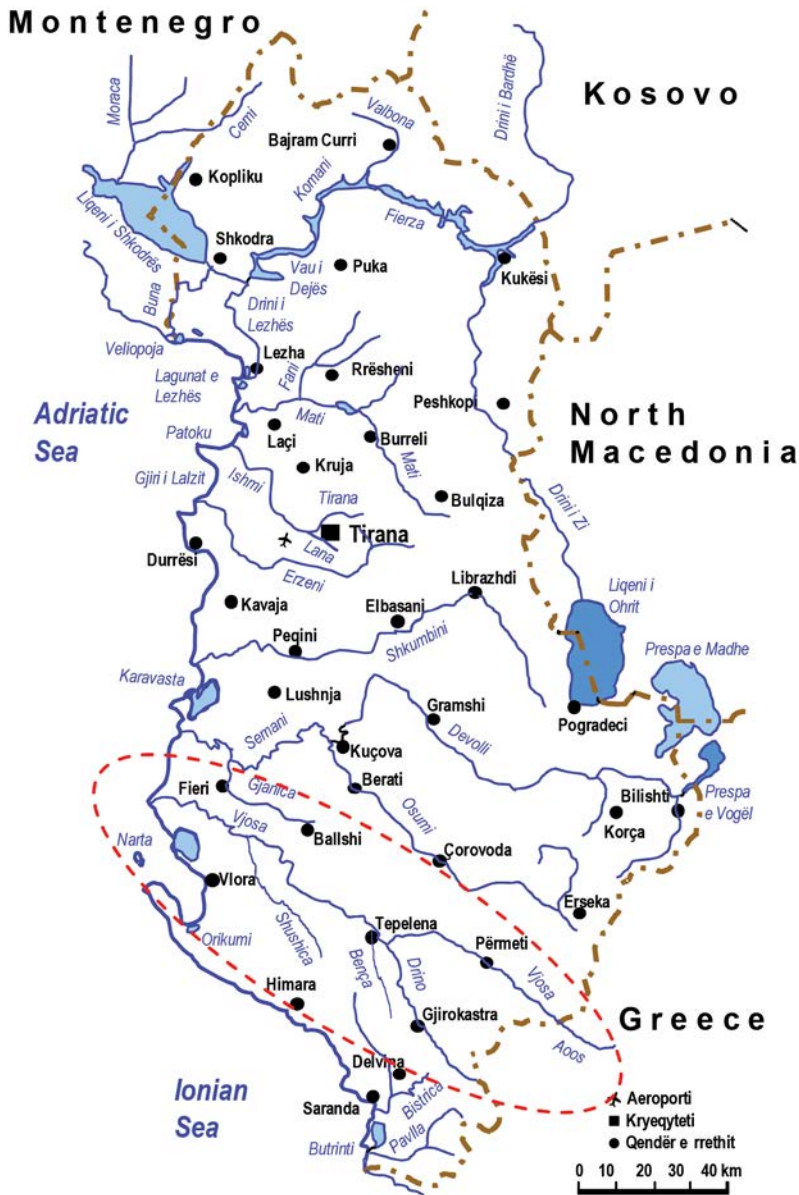 Montenegro
Kosovo
Moraca
Cemi
Valbona
Drini i Bardhë
Bajram Curri
Kopliku
Komani
Fierza
Liqeni i Shkodrës
Shkodra
Vau i
Dejës
Puka
Kukësi
Buna
Drini i
Lezhës
Veliopoja
Lezha
Fani
Rrësheni
Lagunat e
Lezhës
Peshkopi
North
Macedonia
Adriatic
Sea
Mati
Patoku
Laçi
Burreli
Kruja
Mati
Gjiri i Lalzit
Ishmi
Tirana
Bulqiza
Drini i Zi
Tirana
Lana
Durrësi
Erzeni
Librazhdi
Liqeni i
Ohrit
Kavaja
Elbasani
Peqini
Shkumbini
Prespa e Madhe
Karavasta
Lushnja
Gramshi
Pogradeci
Semani
Devolli
Kuçova
Fieri
Gjanica
Berati
Bilishti
Prespa
e Vogël
Vjosa
Osumi
Korça
Narta
Ballshi
Çorovoda
Vlora
Erseka
Orikumi
Shushica
Tepelena
Bença
Drino
Përmeti
Vjosa
Himara
Gjirokastra
Greece
Aoos
Delvina
Ionian
Sea
Saranda
Bistrica
Butrinti
Pavlla
Aeroporti
Kryeqyteti
Qendër e rrethit
0 10 20 30 40 km